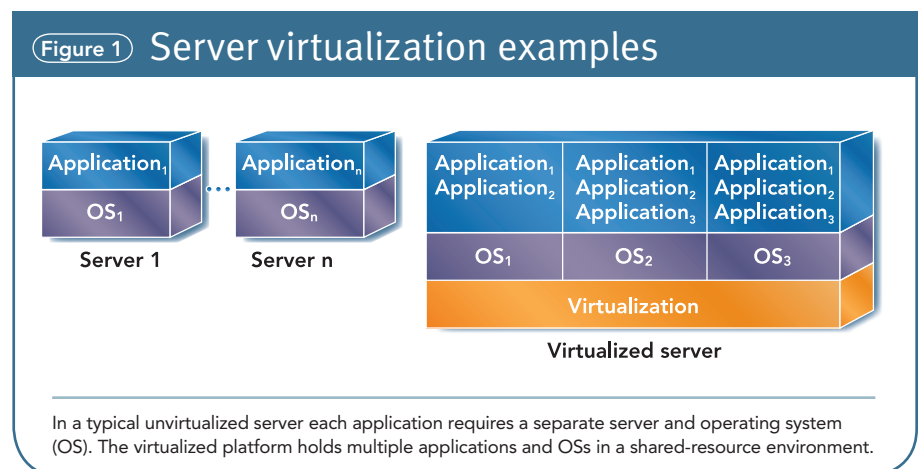 Figure 1 Server virtualization examples
Application₁
OS₁
Server 1
...
Applicationₙ
OSₙ
Server n
Application₁
Application₂
OS₁
Application₁
Application₂
Application₃
OS₂
Application₁
Application₂
Application₃
OS₃
Virtualization
Virtualized server
In a typical unvirtualized server each application requires a separate server and operating system
(OS). The virtualized platform holds multiple applications and OSs in a shared-resource environment.